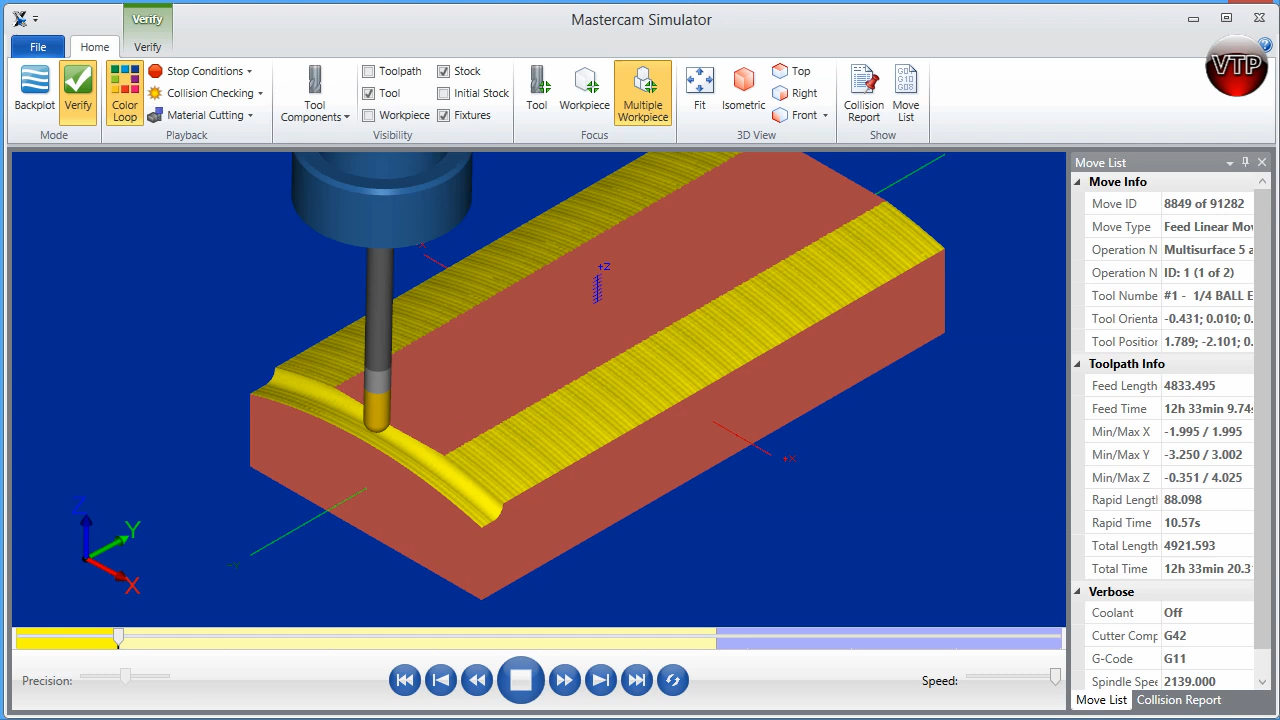 Verify
Mastercam Simulator
File
Home
Verify
VTP
Backplot
Verify
Mode
Color Loop
Stop Conditions
Collision Checking
Material Cutting
Playback
Tool Components
Toolpath
Tool
Workpiece
Stock
Initial Stock
Fixtures
Visibility
Tool
Workpiece
Multiple Workpiece
Focus
Fit
Isometric
Top
Right
Front
3D View
Collision Report
G01 G10 G08
Move List
Show
-X
+Z
+X
-Y
Z
Y
X
Move List
Move Info
Move ID 8849 of 91282
Move Type Feed Linear Mov
Operation N Multisurface 5 a
Operation N ID: 1 (1 of 2)
Tool Numbe #1 - 1/4 BALL E
Tool Orienta -0.431; 0.010; 0.
Tool Position 1.789; -2.101; 0.
Toolpath Info
Feed Length 4833.495
Feed Time 12h 33min 9.74s
Min/Max X -1.995 / 1.995
Min/Max Y -3.250 / 3.002
Min/Max Z -0.351 / 4.025
Rapid Length 88.098
Rapid Time 10.57s
Total Length 4921.593
Total Time 12h 33min 20.31
Verbose
Coolant Off
Cutter Comp G42
G-Code G11
Spindle Spee 2139.000
Move List
Collision Report
Precision:
Speed: